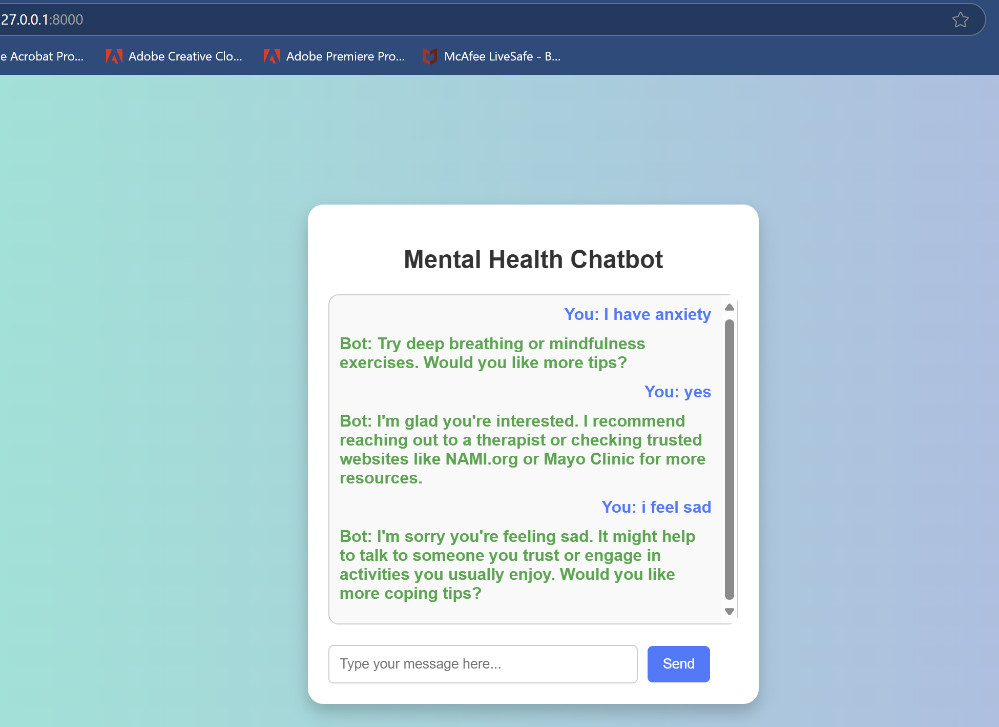 27.0.0.1:8000
e Acrobat Pro...
Adobe Creative Clo...
Adobe Premiere Pro...
McAfee LiveSafe - B...
Mental Health Chatbot
You: I have anxiety
Bot: Try deep breathing or mindfulness
exercises. Would you like more tips?
You: yes
Bot: I'm glad you're interested. I recommend
reaching out to a therapist or checking trusted
websites like NAMI.org or Mayo Clinic for more
resources.
You: i feel sad
Bot: I'm sorry you're feeling sad. It might help
to talk to someone you trust or engage in
activities you usually enjoy. Would you like
more coping tips?
Type your message here...
Send